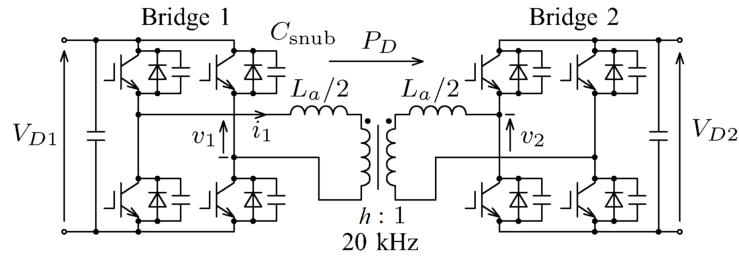 Bridge 1
Bridge 2
C_snub
P_D
L_a/2
L_a/2
V_D1
i_1
v_1
v_2
V_D2
h : 1
20 kHz